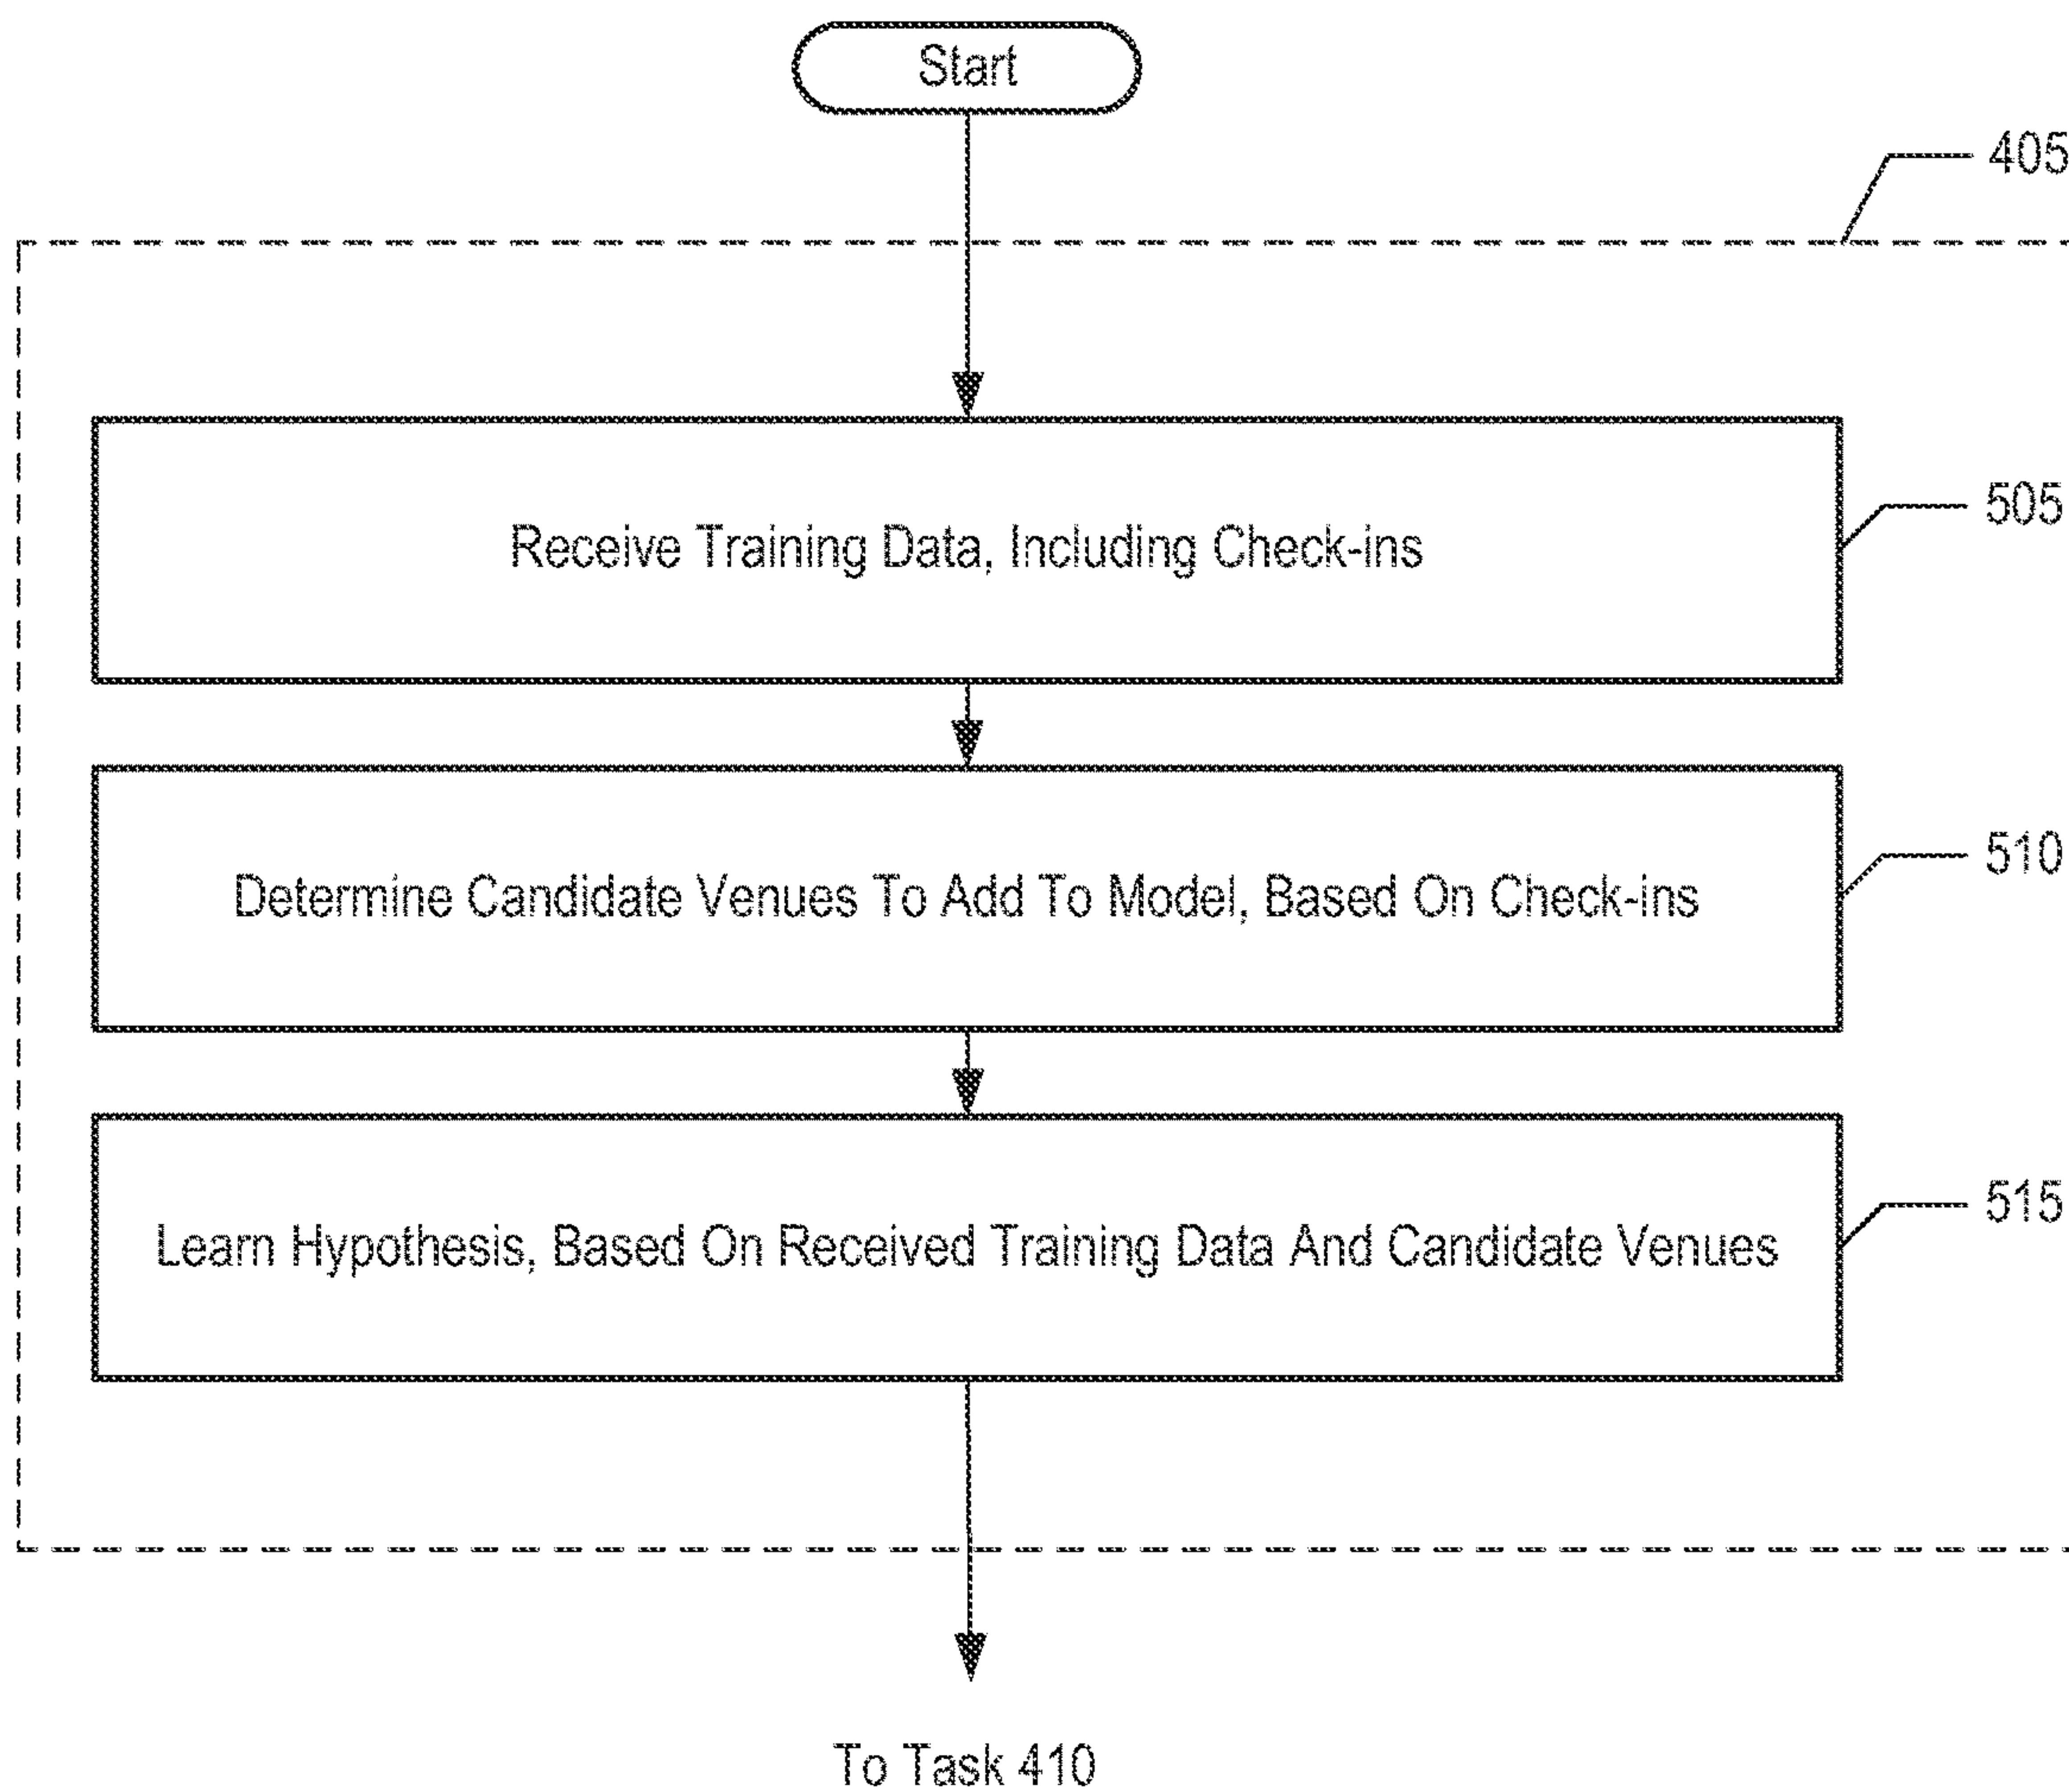 Start
405
Receive Training Data, Including Check-ins
505
Determine Candidate Venues To Add To Model, Based On Check-ins
510
Learn Hypothesis, Based On Received Training Data And Candidate Venues
515
To Task 410